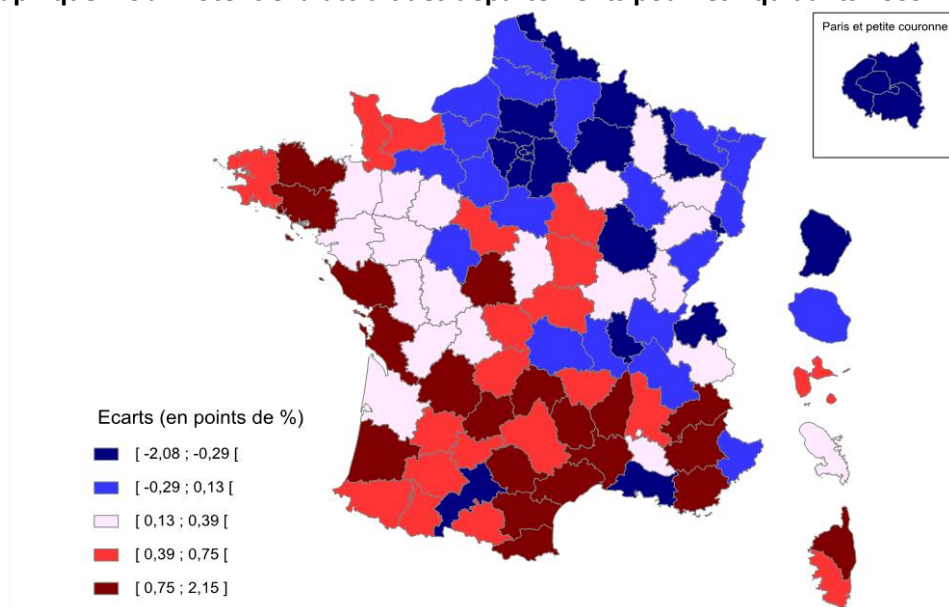 Paris et petite couronne
Ecarts (en points de %)
[ -2,08 ; -0,29 [
[ -0,29 ; 0,13 [
[ 0,13 ; 0,39 [
[ 0,39 ; 0,75 [
[ 0,75 ; 2,15 ]